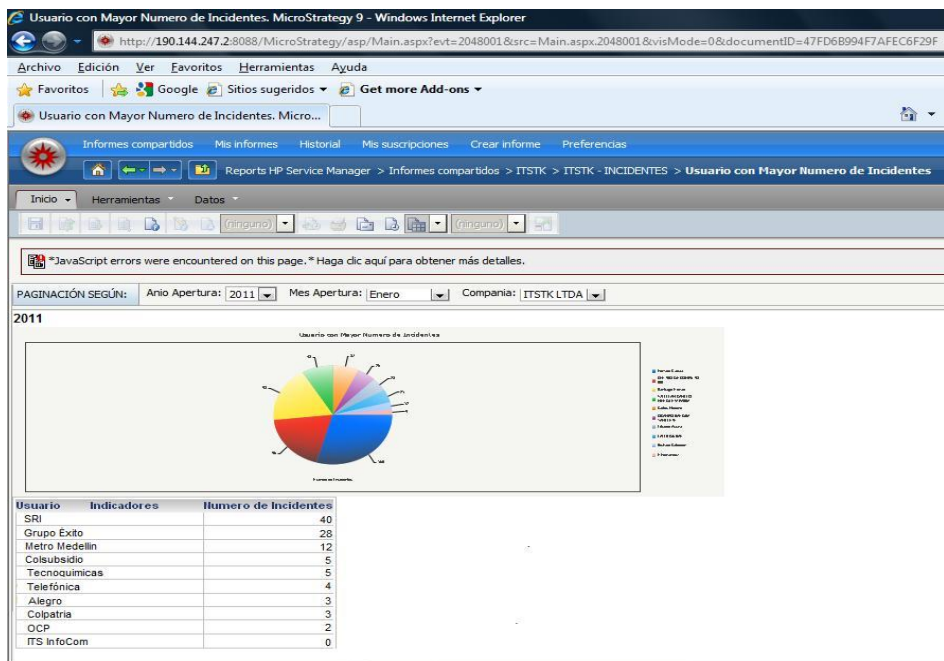 Usuario con Mayor Numero de Incidentes. MicroStrategy 9 - Windows Internet Explorer
http://190.144.247.2:8088/MicroStrategy/asp/Main.aspx?evt=2048001&src=Main.aspx.2048001&visMode=0&documentID=47FD6B994F7AFEC6F29F
Archivo Edición Ver Favoritos Herramientas Ayuda
Favoritos Google Sitios sugeridos Get more Add-ons
Usuario con Mayor Numero de Incidentes. Micro...
Informes compartidos Mis informes Historial Mis suscripciones Crear informe Preferencias
Reports HP Service Manager > Informes compartidos > ITSTK > ITSTK - INCIDENTES > Usuario con Mayor Numero de Incidentes
Inicio Herramientas Datos
(ninguno) (ninguno)
*JavaScript errors were encountered on this page.* Haga clic aquí para obtener más detalles.
PAGINACIÓN SEGÚN: Anio Apertura: 2011 Mes Apertura: Enero Compania: ITSTK LTDA
2011
Usuario con Mayor Numero de Incidentes
Usuario Indicadores Numero de Incidentes
SRI 40
Grupo Éxito 28
Metro Medellin 12
Colsubsidio 5
Tecnoquimicas 5
Telefónica 4
Alegro 3
Colpatria 3
OCP 2
ITS InfoCom 0